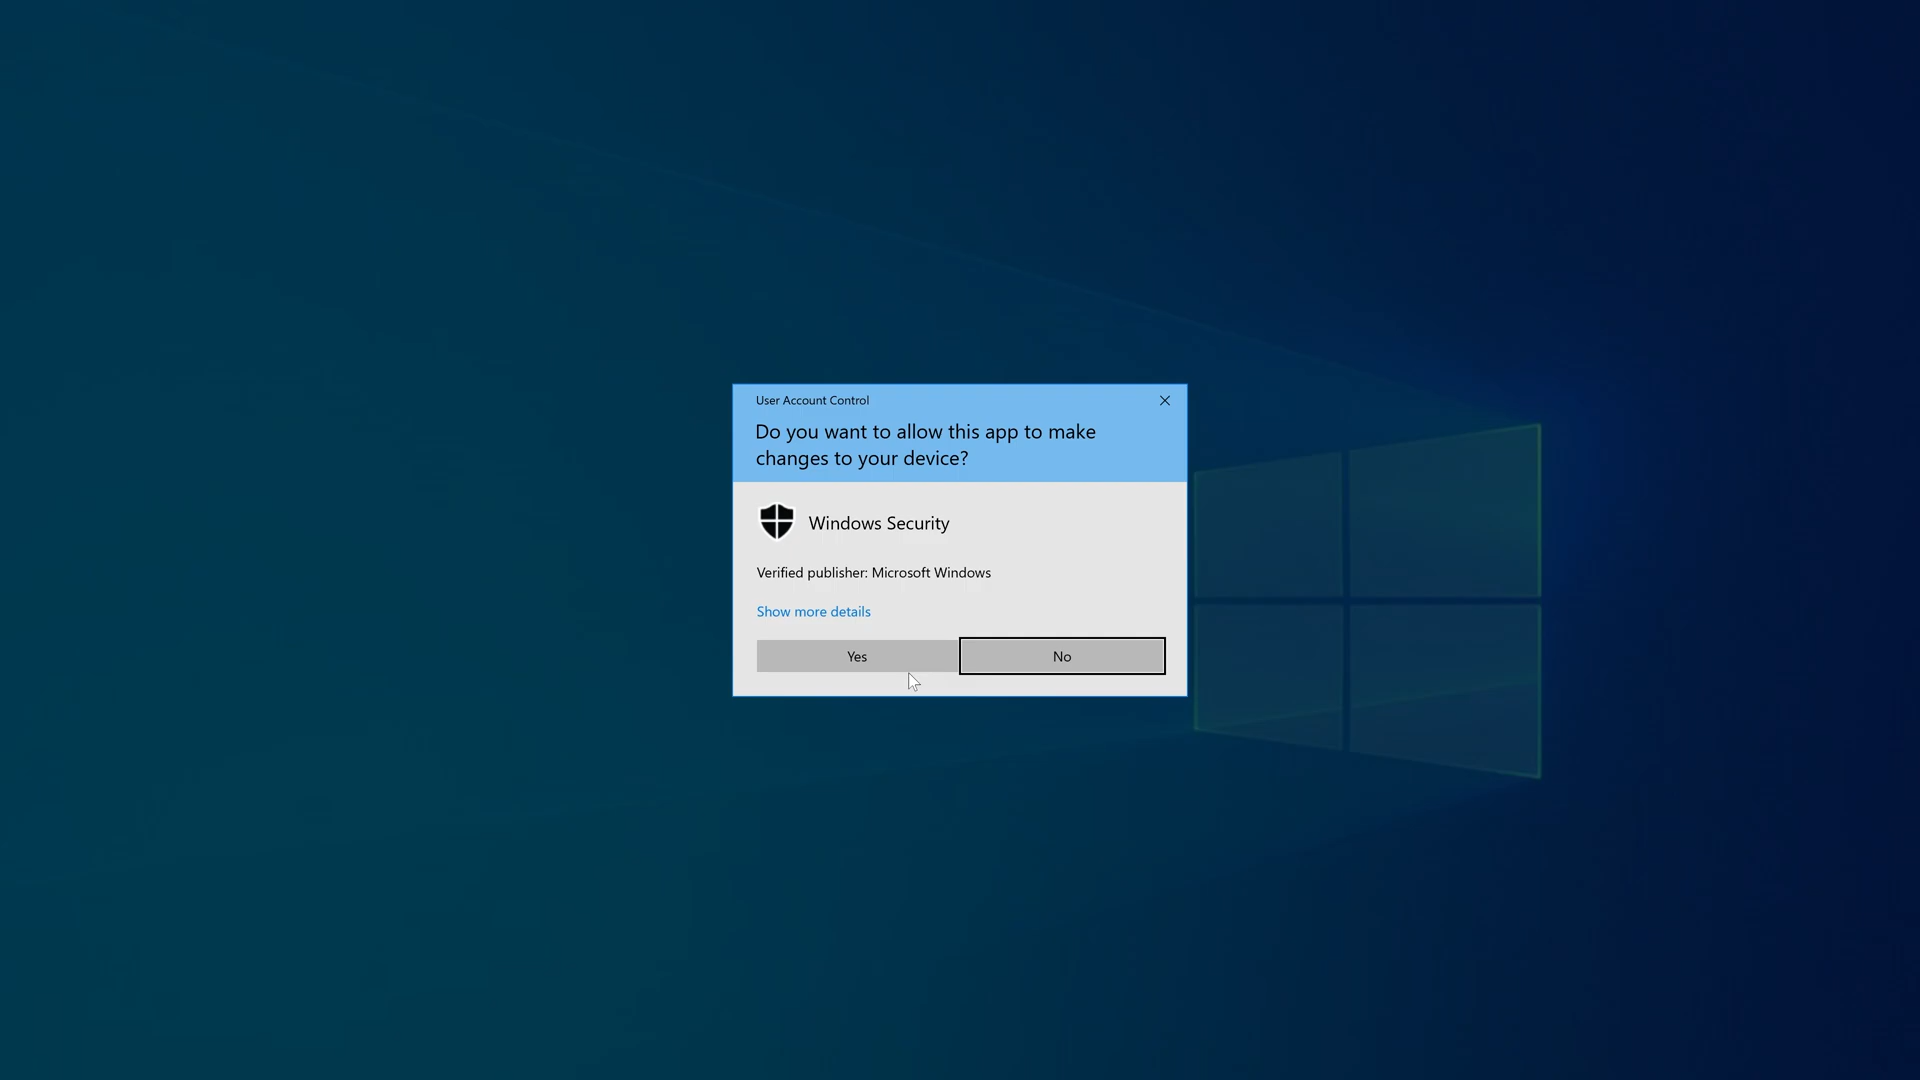 User Account Control
Do you want to allow this app to make
changes to your device?
Windows Security
Verified publisher: Microsoft Windows
Show more details
Yes
No